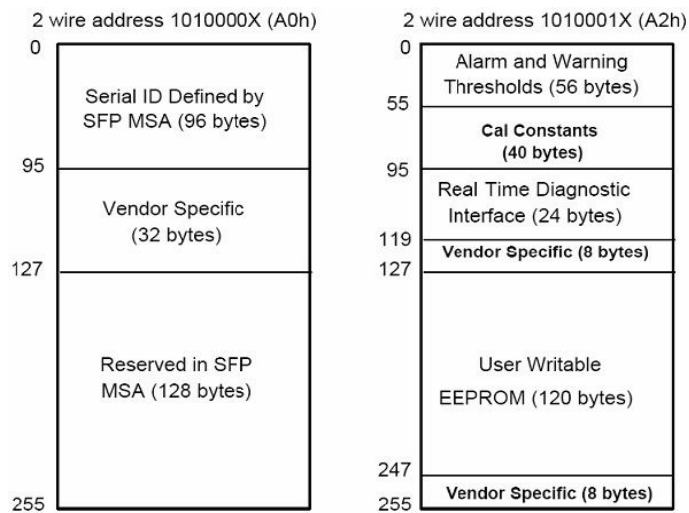 2 wire address 1010000X (A0h)
0
Serial ID Defined by
SFP MSA (96 bytes)
95
Vendor Specific
(32 bytes)
127
Reserved in SFP
MSA (128 bytes)
255
2 wire address 1010001X (A2h)
0
Alarm and Warning
Thresholds (56 bytes)
55
Cal Constants
(40 bytes)
95
Real Time Diagnostic
Interface (24 bytes)
119
Vendor Specific (8 bytes)
127
User Writable
EEPROM (120 bytes)
247
Vendor Specific (8 bytes)
255